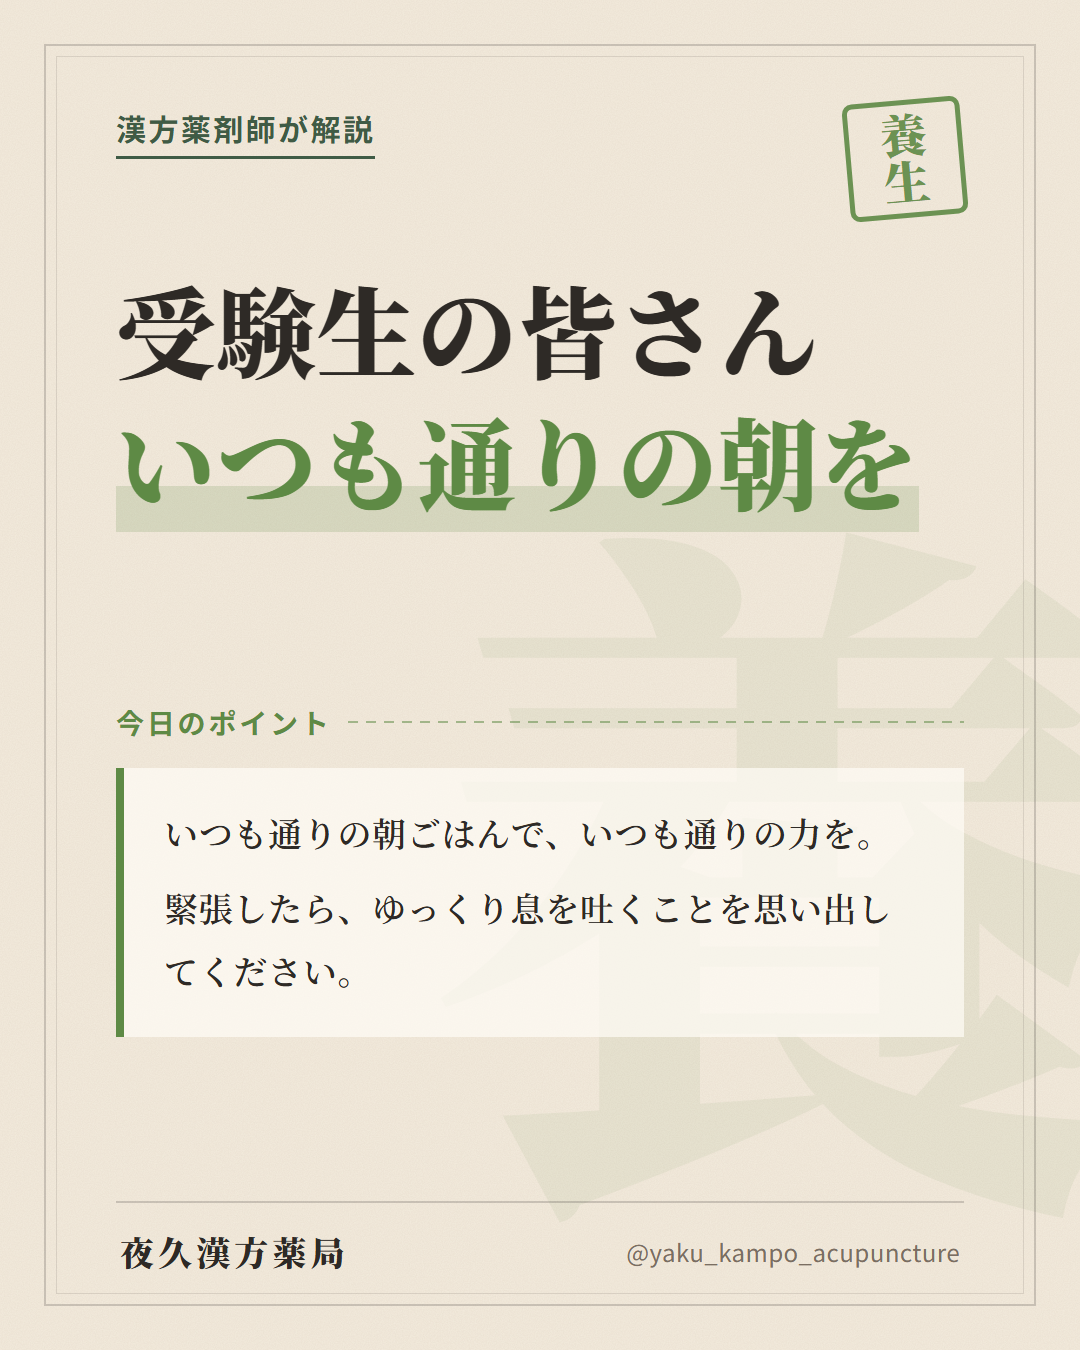 漢方薬剤師が解説
養生
受験生の皆さん
いつも通りの朝を
今日のポイント
いつも通りの朝ごはんで、いつも通りの力を。
緊張したら、ゆっくり息を吐くことを思い出し
てください。
養
夜久漢方薬局
@yaku_kampo_acupuncture